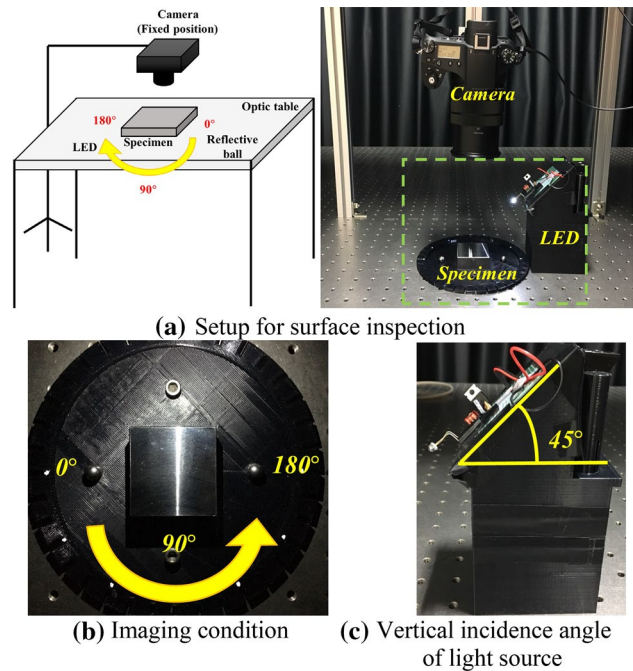 Camera
(Fixed position)
Optic table
180°
0°
Specimen
LED
Reflective
ball
90°
Camera
LED
Specimen
(a) Setup for surface inspection
0°
180°
90°
45°
(b) Imaging condition
(c) Vertical incidence angle
of light source